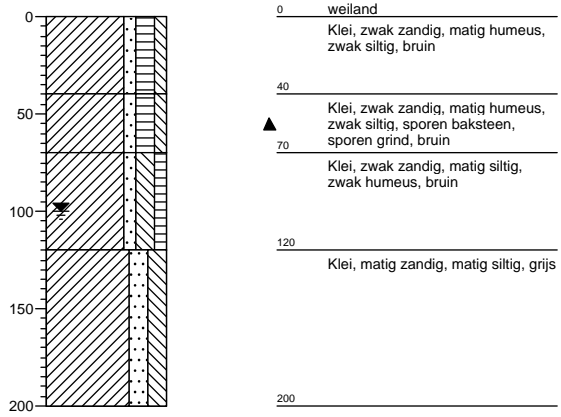 0
50
100
150
200
0 weiland
Klei, zwak zandig, matig humeus,
zwak siltig, bruin
40
Klei, zwak zandig, matig humeus,
zwak siltig, sporen baksteen,
sporen grind, bruin
70
Klei, zwak zandig, matig siltig,
zwak humeus, bruin
120
Klei, matig zandig, matig siltig, grijs
200